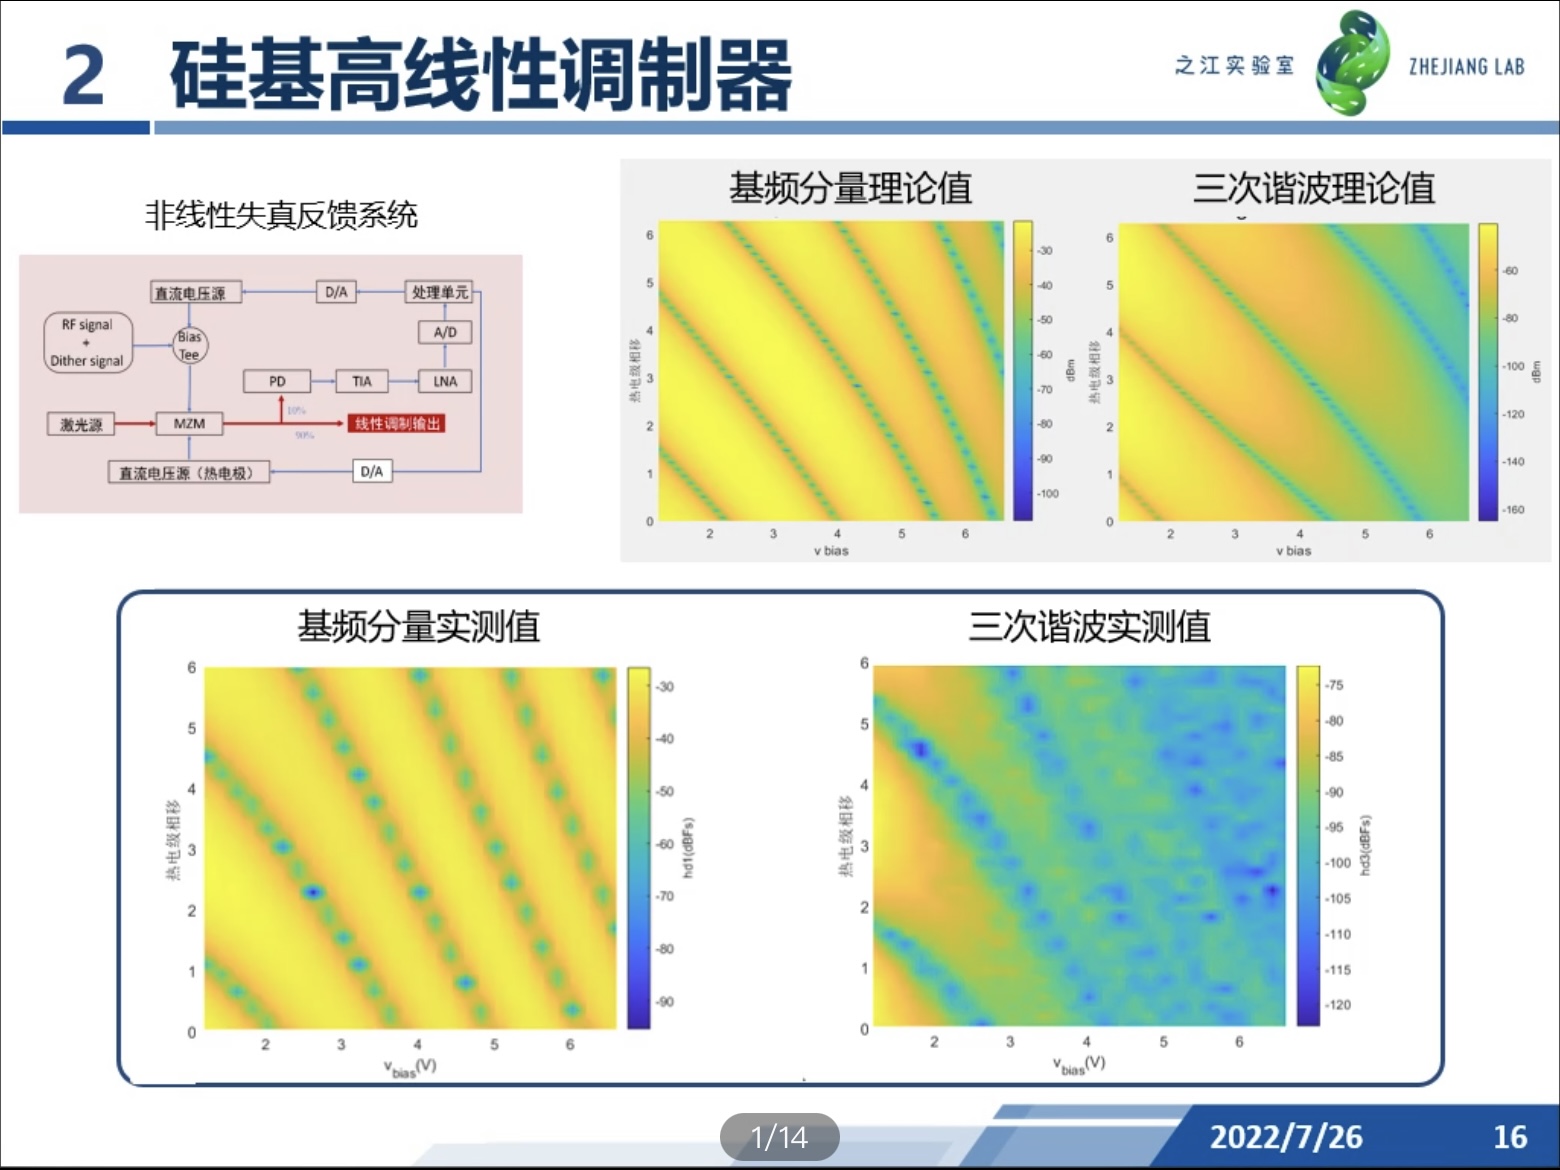 2 硅基高线性调制器
之江实验室 ZHEJIANG LAB
非线性失真反馈系统
直流电压源
D/A
处理单元
RF signal
+
Dither signal
Bias
Tee
A/D
PD
TIA
LNA
10%
激光源
MZM
线性调制输出
90%
直流电压源（热电极）
D/A
基频分量理论值
热电级相移
6
5
4
3
2
1
0
2 3 4 5 6
v bias
-30
-40
-50
-60
-70
-80
-90
-100
dBm
三次谐波理论值
热电级相移
6
5
4
3
2
1
0
2 3 4 5 6
v bias
-60
-80
-100
-120
-140
-160
dBm
基频分量实测值
热电级相移
6
5
4
3
2
1
0
2 3 4 5 6
vbias(V)
-30
-40
-50
-60
-70
-80
-90
hd1(dBFs)
三次谐波实测值
热电级相移
6
5
4
3
2
1
0
2 3 4 5 6
vbias(V)
-75
-80
-85
-90
-95
-100
-105
-110
-115
-120
hd3(dBFs)
1/14
2022/7/26 16